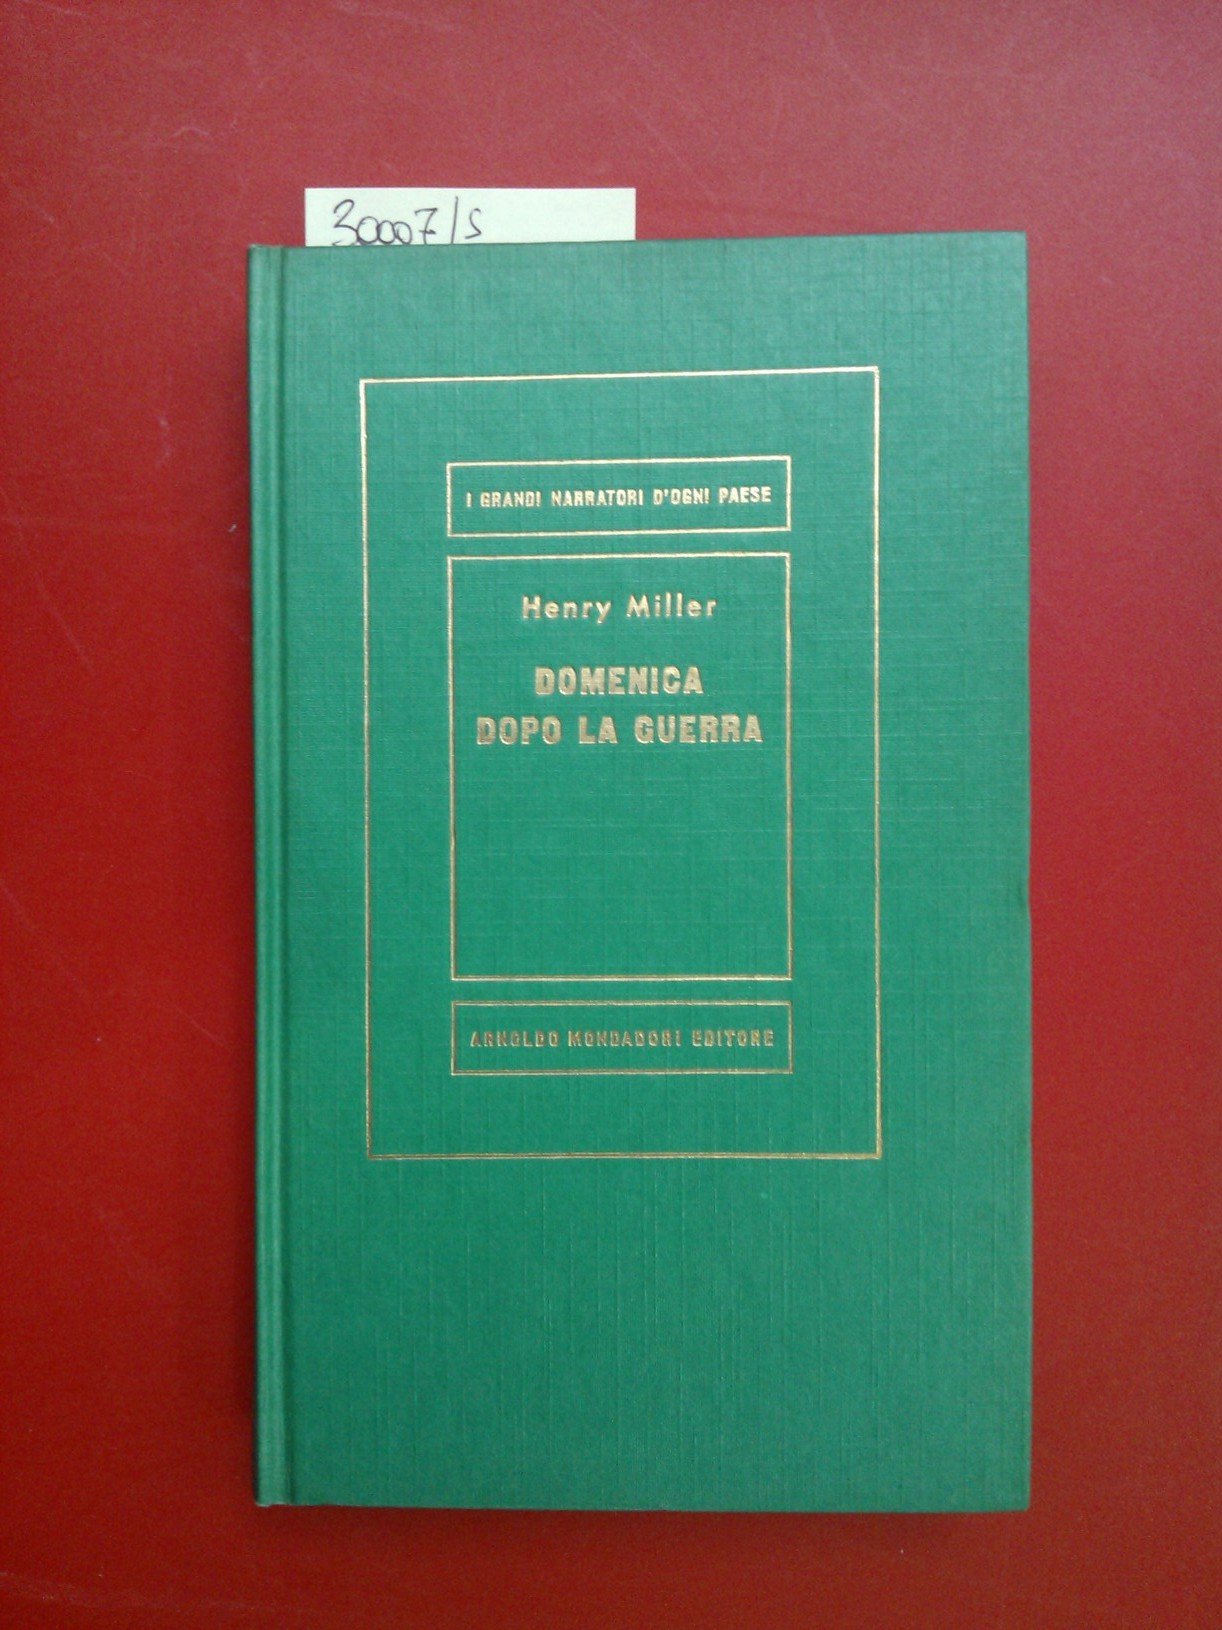 30007/s
I GRANDI NARRATORI D'OGNI PAESE
Henry Miller
DOMENICA
DOPO LA GUERRA
ARNOLDO MONDADORI EDITORE